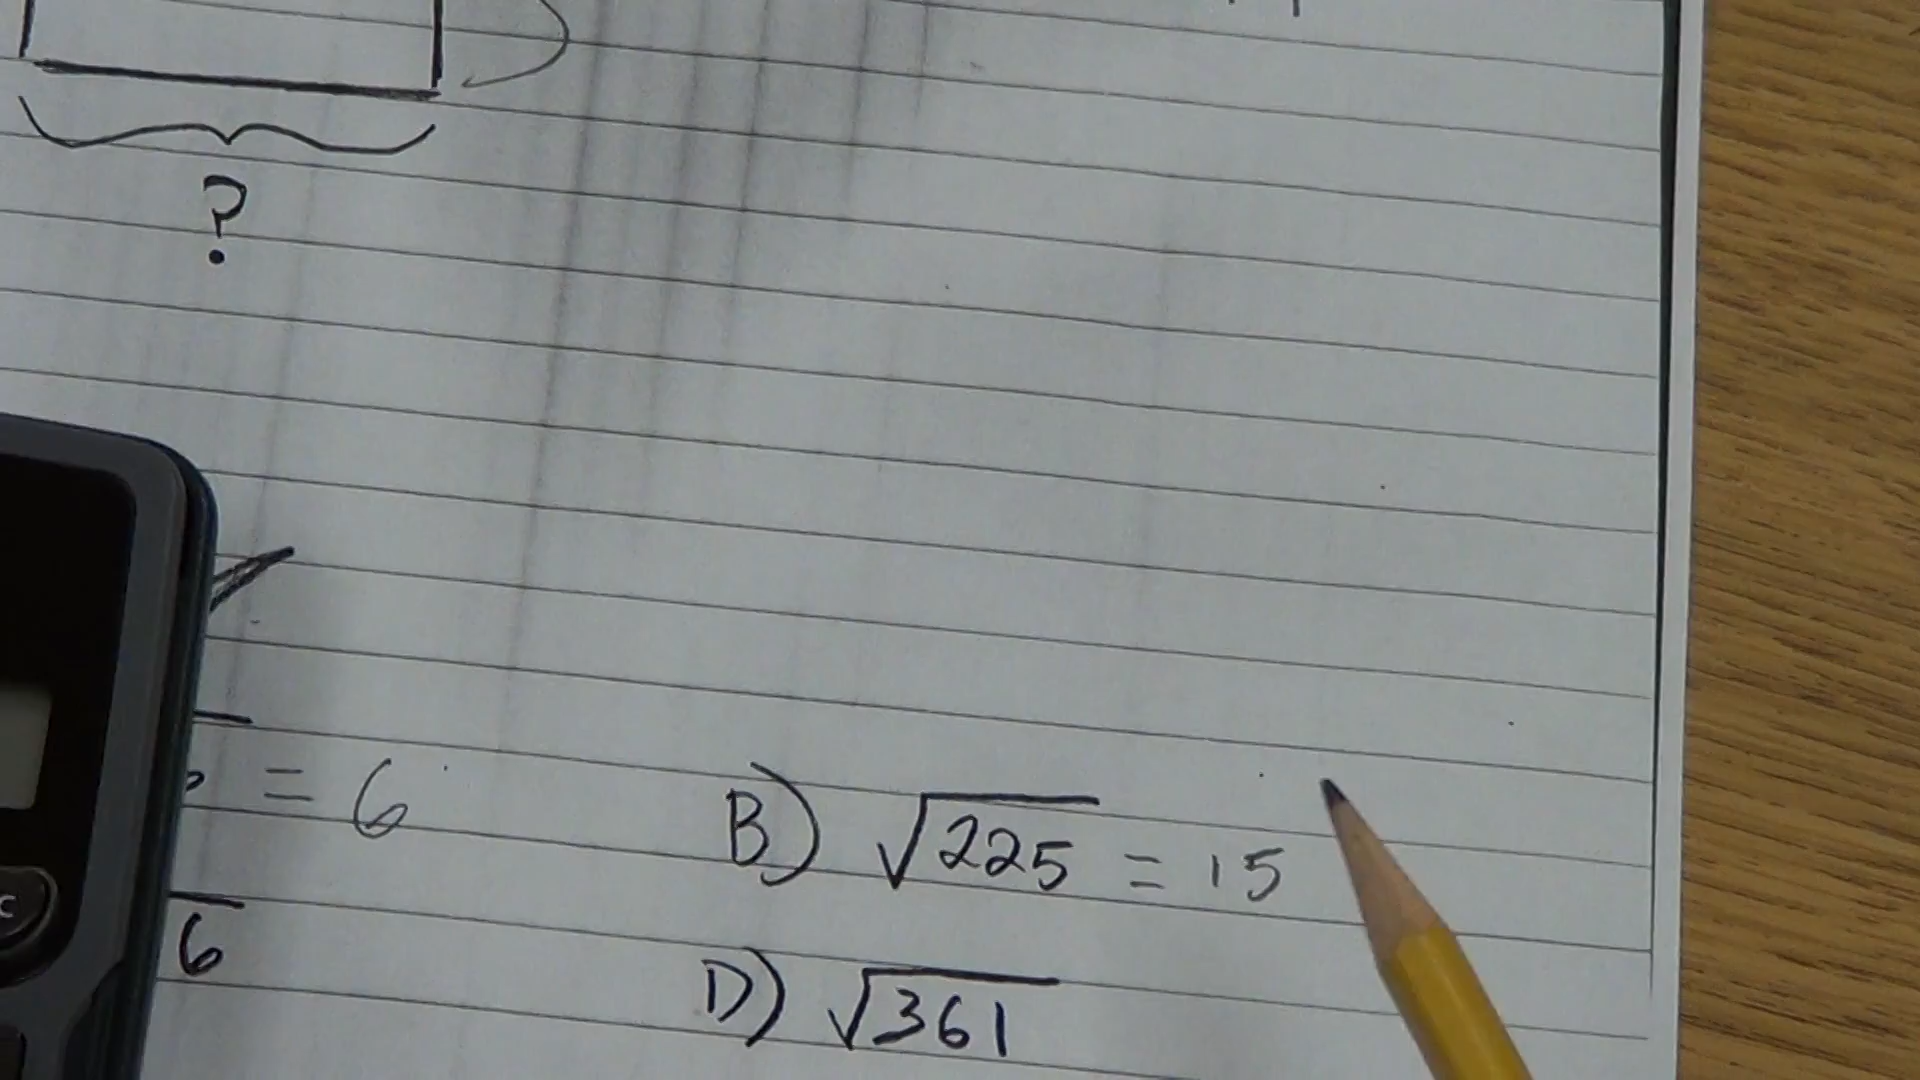 ?
= 6
B) √225 = 15
6
D) √361
C